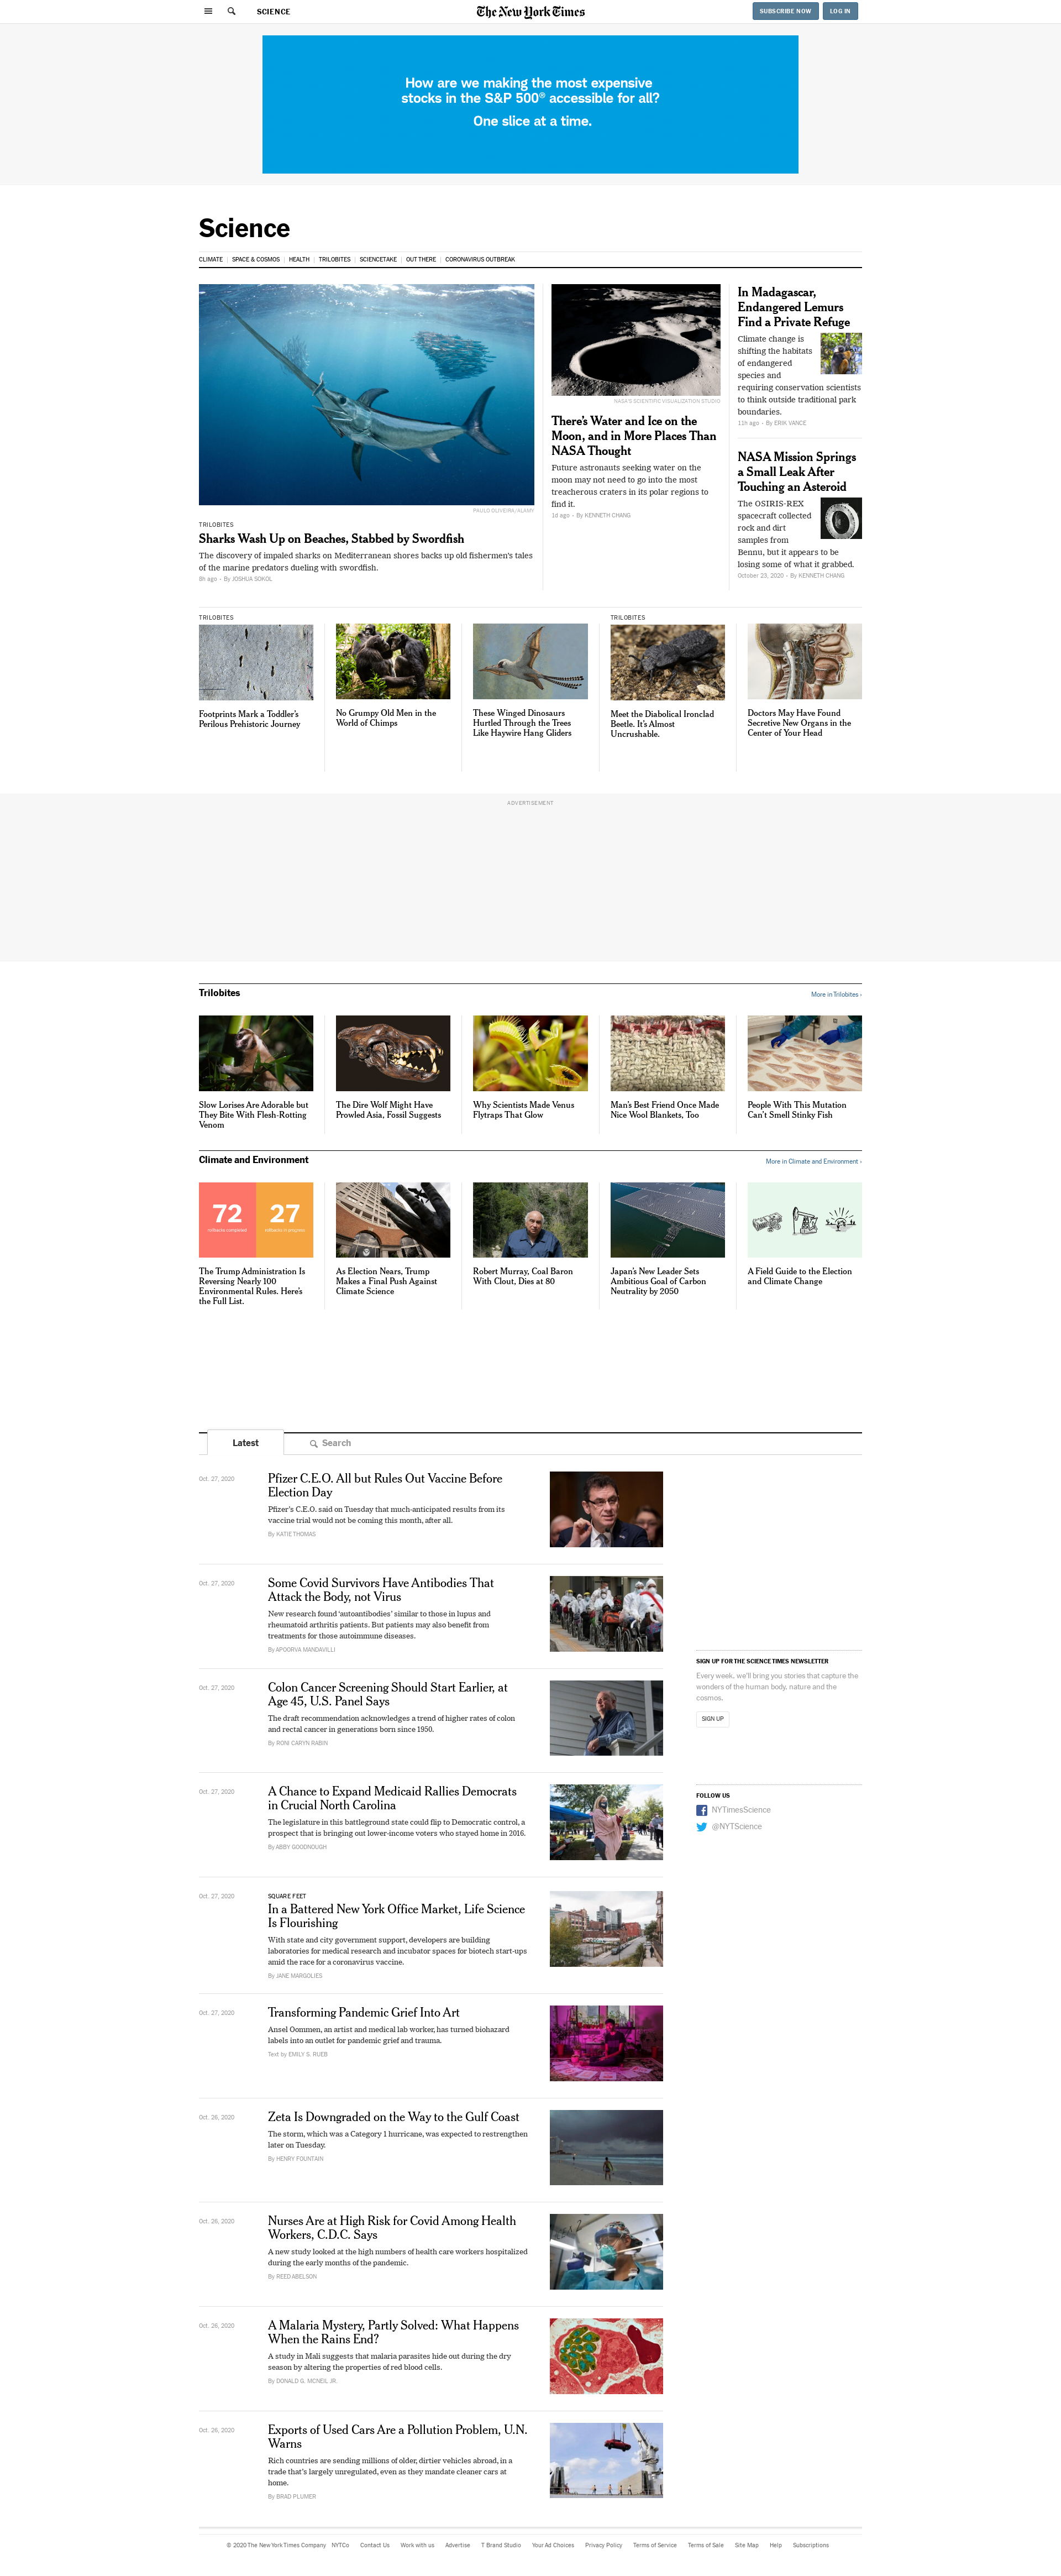 SCIENCE
The New York Times
SUBSCRIBE NOW
LOG IN
How are we making the most expensive
stocks in the S&P 500® accessible for all?
One slice at a time.
Science
CLIMATE
SPACE & COSMOS
HEALTH
TRILOBITES
SCIENCETAKE
OUT THERE
CORONAVIRUS OUTBREAK
PAULO OLIVEIRA/ALAMY
TRILOBITES
Sharks Wash Up on Beaches, Stabbed by Swordfish
The discovery of impaled sharks on Mediterranean shores backs up old fishermen's tales
of the marine predators dueling with swordfish.
8h ago · By JOSHUA SOKOL
NASA'S SCIENTIFIC VISUALIZATION STUDIO
There's Water and Ice on the
Moon, and in More Places Than
NASA Thought
Future astronauts seeking water on the
moon may not need to go into the most
treacherous craters in its polar regions to
find it.
1d ago · By KENNETH CHANG
In Madagascar,
Endangered Lemurs
Find a Private Refuge
Climate change is
shifting the habitats
of endangered
species and
requiring conservation scientists
to think outside traditional park
boundaries.
11h ago · By ERIK VANCE
NASA Mission Springs
a Small Leak After
Touching an Asteroid
The OSIRIS-REX
spacecraft collected
rock and dirt
samples from
Bennu, but it appears to be
losing some of what it grabbed.
October 23, 2020 · By KENNETH CHANG
TRILOBITES
Footprints Mark a Toddler's
Perilous Prehistoric Journey
No Grumpy Old Men in the
World of Chimps
These Winged Dinosaurs
Hurtled Through the Trees
Like Haywire Hang Gliders
TRILOBITES
Meet the Diabolical Ironclad
Beetle. It's Almost
Uncrushable.
Doctors May Have Found
Secretive New Organs in the
Center of Your Head
ADVERTISEMENT
Trilobites
More in Trilobites ›
Slow Lorises Are Adorable but
They Bite With Flesh-Rotting
Venom
The Dire Wolf Might Have
Prowled Asia, Fossil Suggests
Why Scientists Made Venus
Flytraps That Glow
Man's Best Friend Once Made
Nice Wool Blankets, Too
People With This Mutation
Can't Smell Stinky Fish
Climate and Environment
More in Climate and Environment ›
72
rollbacks completed
27
rollbacks in progress
The Trump Administration Is
Reversing Nearly 100
Environmental Rules. Here's
the Full List.
As Election Nears, Trump
Makes a Final Push Against
Climate Science
Robert Murray, Coal Baron
With Clout, Dies at 80
Japan's New Leader Sets
Ambitious Goal of Carbon
Neutrality by 2050
A Field Guide to the Election
and Climate Change
Latest
Search
Oct. 27, 2020
Pfizer C.E.O. All but Rules Out Vaccine Before
Election Day
Pfizer's C.E.O. said on Tuesday that much-anticipated results from its
vaccine trial would not be coming this month, after all.
By KATIE THOMAS
Oct. 27, 2020
Some Covid Survivors Have Antibodies That
Attack the Body, not Virus
New research found 'autoantibodies' similar to those in lupus and
rheumatoid arthritis patients. But patients may also benefit from
treatments for those autoimmune diseases.
By APOORVA MANDAVILLI
Oct. 27, 2020
Colon Cancer Screening Should Start Earlier, at
Age 45, U.S. Panel Says
The draft recommendation acknowledges a trend of higher rates of colon
and rectal cancer in generations born since 1950.
By RONI CARYN RABIN
Oct. 27, 2020
A Chance to Expand Medicaid Rallies Democrats
in Crucial North Carolina
The legislature in this battleground state could flip to Democratic control, a
prospect that is bringing out lower-income voters who stayed home in 2016.
By ABBY GOODNOUGH
Oct. 27, 2020
SQUARE FEET
In a Battered New York Office Market, Life Science
Is Flourishing
With state and city government support, developers are building
laboratories for medical research and incubator spaces for biotech start-ups
amid the race for a coronavirus vaccine.
By JANE MARGOLIES
Oct. 27, 2020
Transforming Pandemic Grief Into Art
Ansel Oommen, an artist and medical lab worker, has turned biohazard
labels into an outlet for pandemic grief and trauma.
Text by EMILY S. RUEB
Oct. 26, 2020
Zeta Is Downgraded on the Way to the Gulf Coast
The storm, which was a Category 1 hurricane, was expected to restrengthen
later on Tuesday.
By HENRY FOUNTAIN
Oct. 26, 2020
Nurses Are at High Risk for Covid Among Health
Workers, C.D.C. Says
A new study looked at the high numbers of health care workers hospitalized
during the early months of the pandemic.
By REED ABELSON
Oct. 26, 2020
A Malaria Mystery, Partly Solved: What Happens
When the Rains End?
A study in Mali suggests that malaria parasites hide out during the dry
season by altering the properties of red blood cells.
By DONALD G. MCNEIL JR.
Oct. 26, 2020
Exports of Used Cars Are a Pollution Problem, U.N.
Warns
Rich countries are sending millions of older, dirtier vehicles abroad, in a
trade that's largely unregulated, even as they mandate cleaner cars at
home.
By BRAD PLUMER
SIGN UP FOR THE SCIENCE TIMES NEWSLETTER
Every week, we'll bring you stories that capture the
wonders of the human body, nature and the
cosmos.
SIGN UP
FOLLOW US
NYTimesScience
@NYTScience
© 2020 The New York Times Company
NYTCo
Contact Us
Work with us
Advertise
T Brand Studio
Your Ad Choices
Privacy Policy
Terms of Service
Terms of Sale
Site Map
Help
Subscriptions